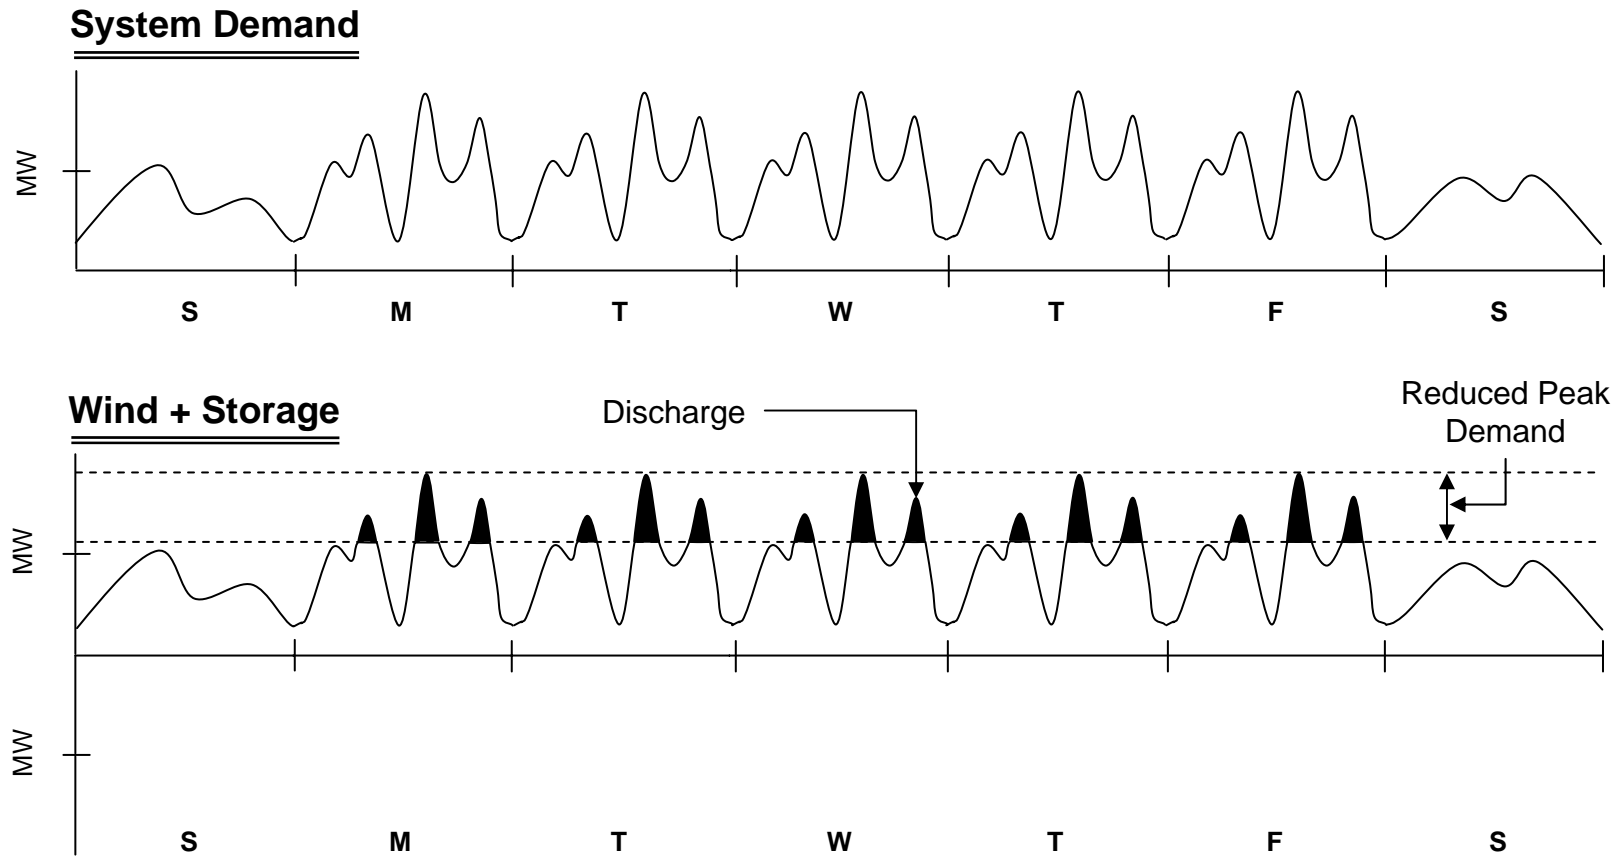 System Demand
MW
S M T W T F S
Wind + Storage
Discharge
Reduced Peak
Demand
MW
MW
S M T W T F S